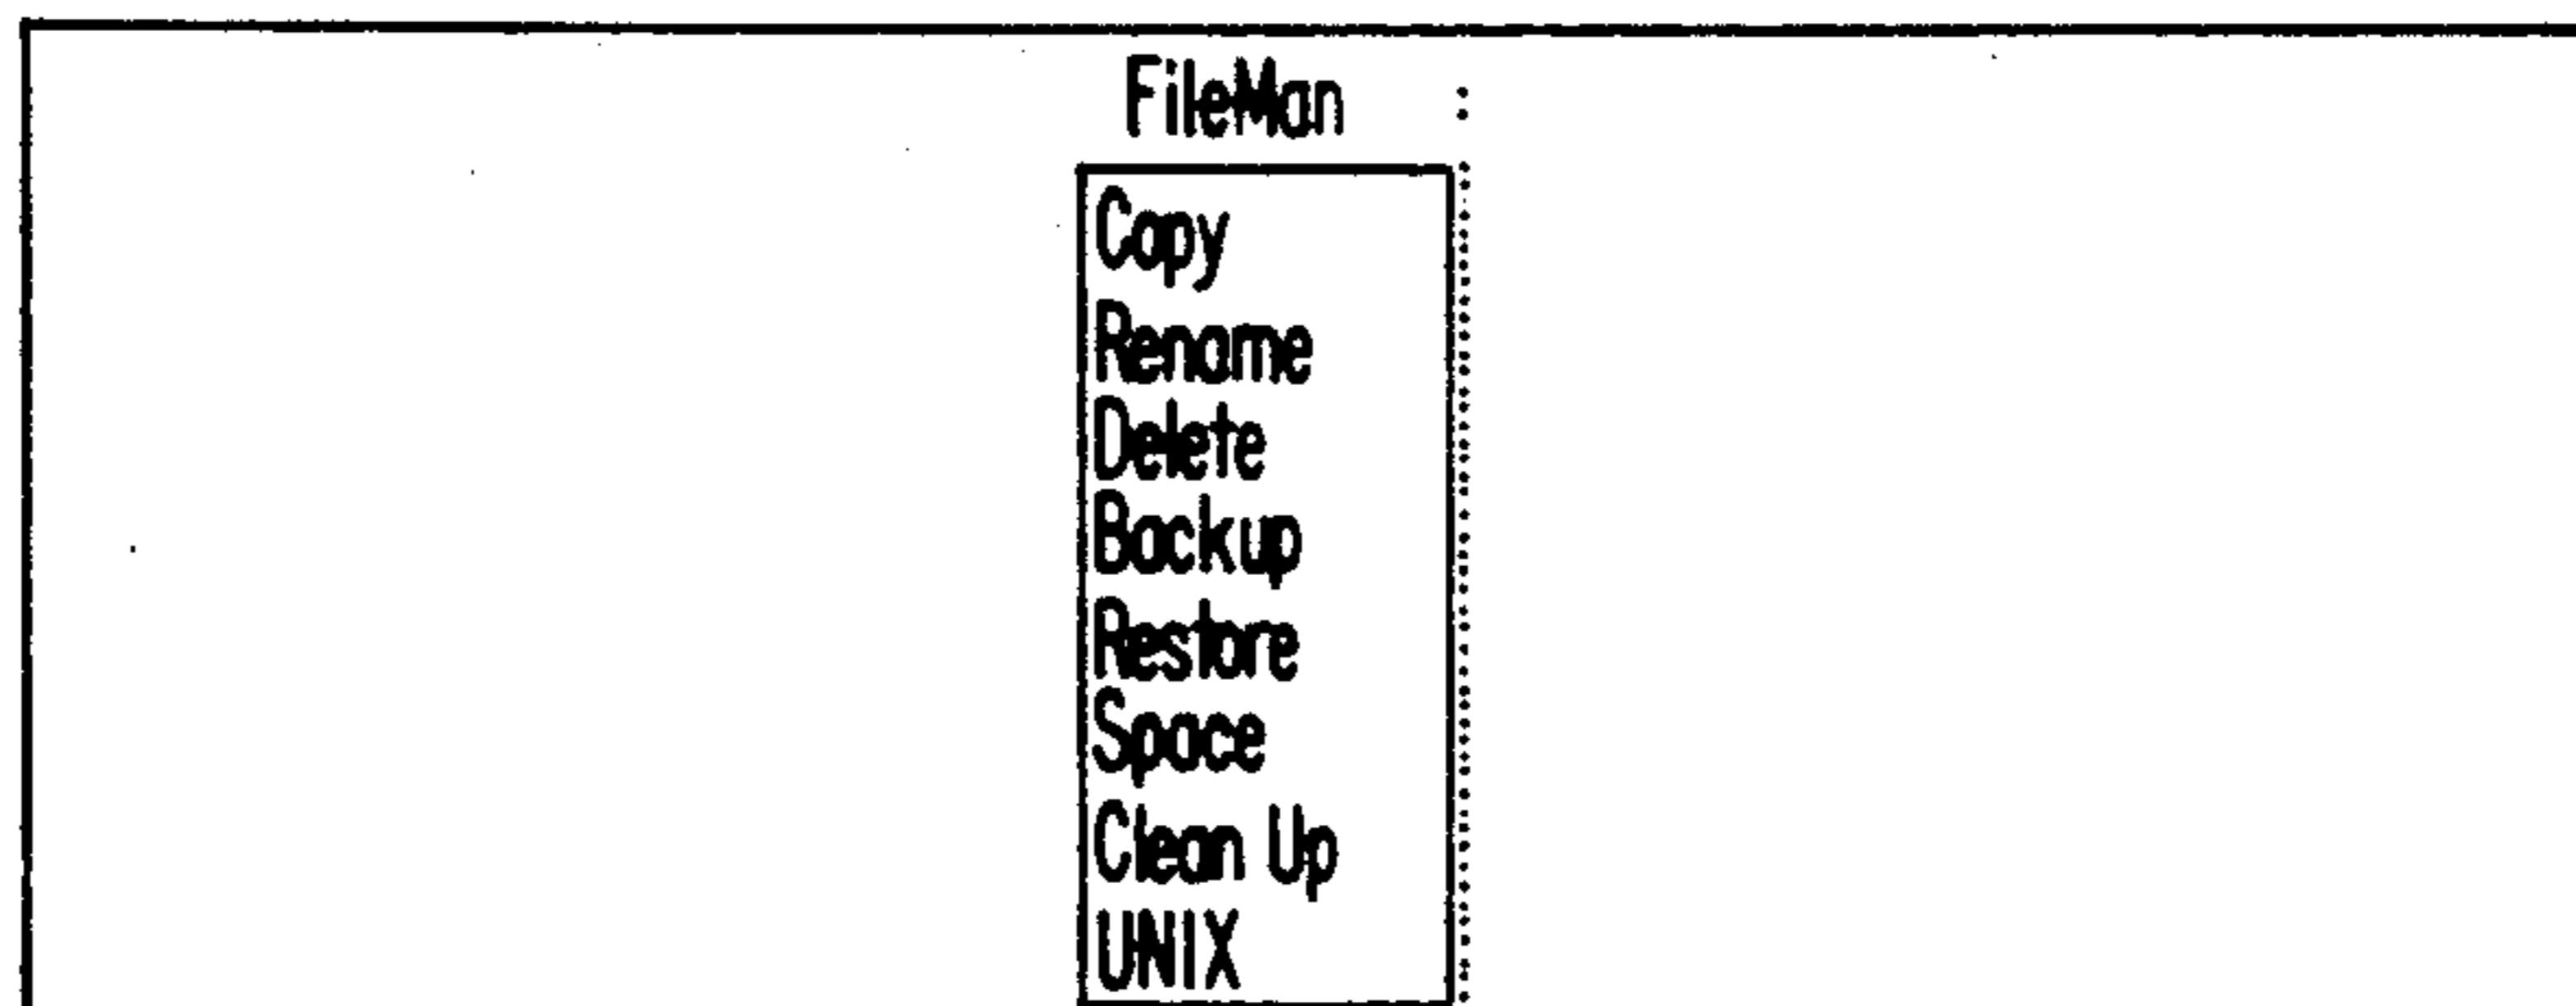 FileMan :
Copy
Rename
Delete
Backup
Restore
Space
Clean Up
UNIX